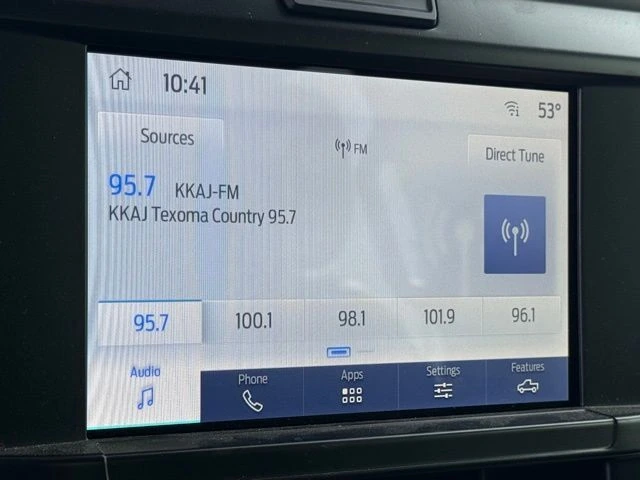 10:41
53°
Sources
FM
Direct Tune
95.7 KKAJ-FM
KKAJ Texoma Country 95.7
95.7 100.1 98.1 101.9 96.1
Audio Phone Apps Settings Features